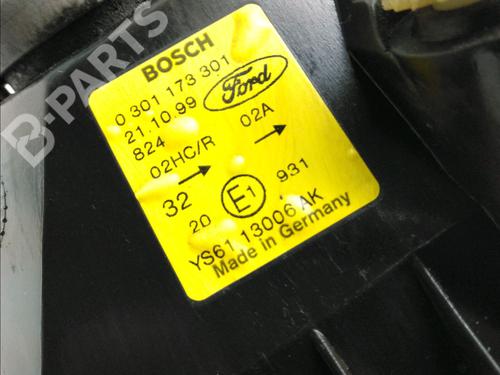 B-PARTS
BOSCH
0 301 173 301
21.10.99
Ford
824
02HC/R
02A
32
20
E1
931
YS61 13006 AK
Made in Germany